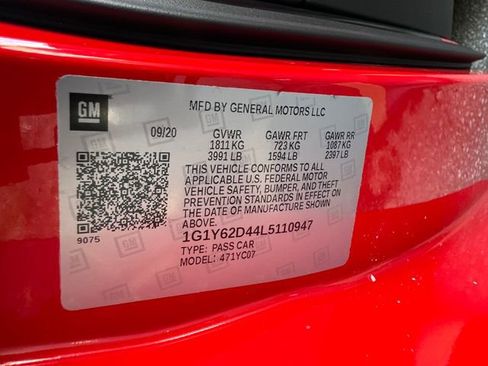 GM
MFD BY GENERAL MOTORS LLC
09/20 GVWR GAWR FRT GAWR RR
1811 KG 723 KG 1087 KG
3991 LB 1594 LB 2397 LB
THIS VEHICLE CONFORMS TO ALL
APPLICABLE U.S. FEDERAL MOTOR
VEHICLE SAFETY, BUMPER, AND THEFT
PREVENTION STANDARDS IN EFFECT ON
THE DATE OF MANUFACTURE SHOWN
ABOVE.
9075
1G1Y62D44L5110947
TYPE: PASS CAR
MODEL: 471YC07